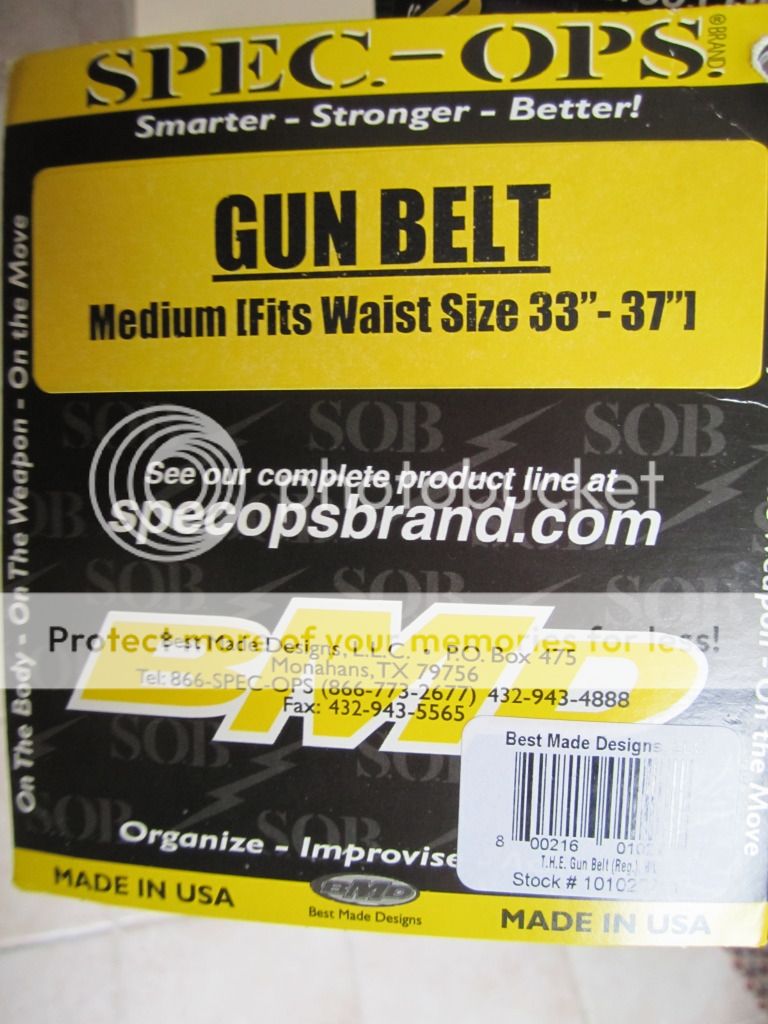 SPEC.-OPS.
®BRAND
Smarter - Stronger - Better!
GUN BELT
Medium [Fits Waist Size 33"- 37"]
On The Body - On The Weapon - On the Move
S.O.B. S.O.B. S.O.B.
See our complete product line at
specopsbrand.com
photobucket
Protect more of your memories for less!
BMD
Best Made Designs, L.L.C. • P.O. Box 475
Monahans, TX 79756
Tel: 866-SPEC-OPS (866-773-2677) 432-943-4888
Fax: 432-943-5565
Weapon - On the Move
Best Made Designs
8 00216
T.H.E. Gun Belt (Reg.)
Stock #
Organize - Improvise
MADE IN USA
BMD
Best Made Designs
MADE IN USA